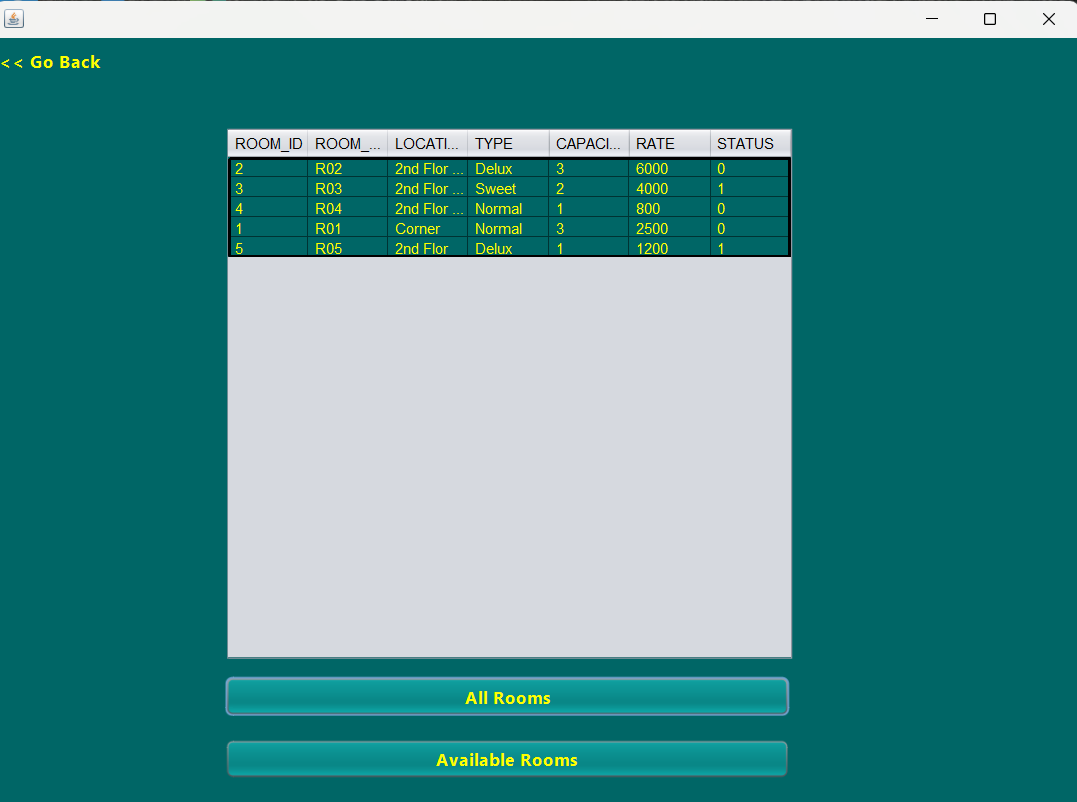 << Go Back
ROOM_ID ROOM_... LOCATI... TYPE CAPACI... RATE STATUS
2 R02 2nd Flor ... Delux 3 6000 0
3 R03 2nd Flor ... Sweet 2 4000 1
4 R04 2nd Flor ... Normal 1 800 0
1 R01 Corner Normal 3 2500 0
5 R05 2nd Flor Delux 1 1200 1
All Rooms
Available Rooms